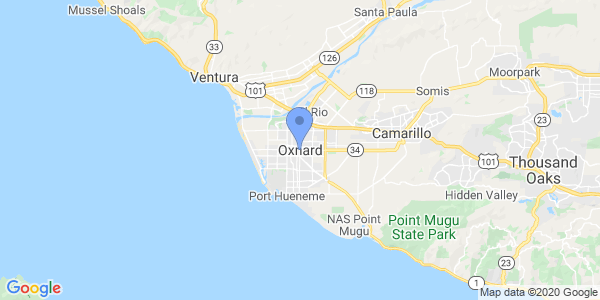 Mussel Shoals
Santa Paula
33
126
Ventura
101
Moorpark
118
Somis
Rio
23
Camarillo
Oxnard
34
101
Thousand
Oaks
Port Hueneme
Hidden Valley
NAS Point
Mugu
Point Mugu
State Park
23
1
Google
Map data ©2020 Google